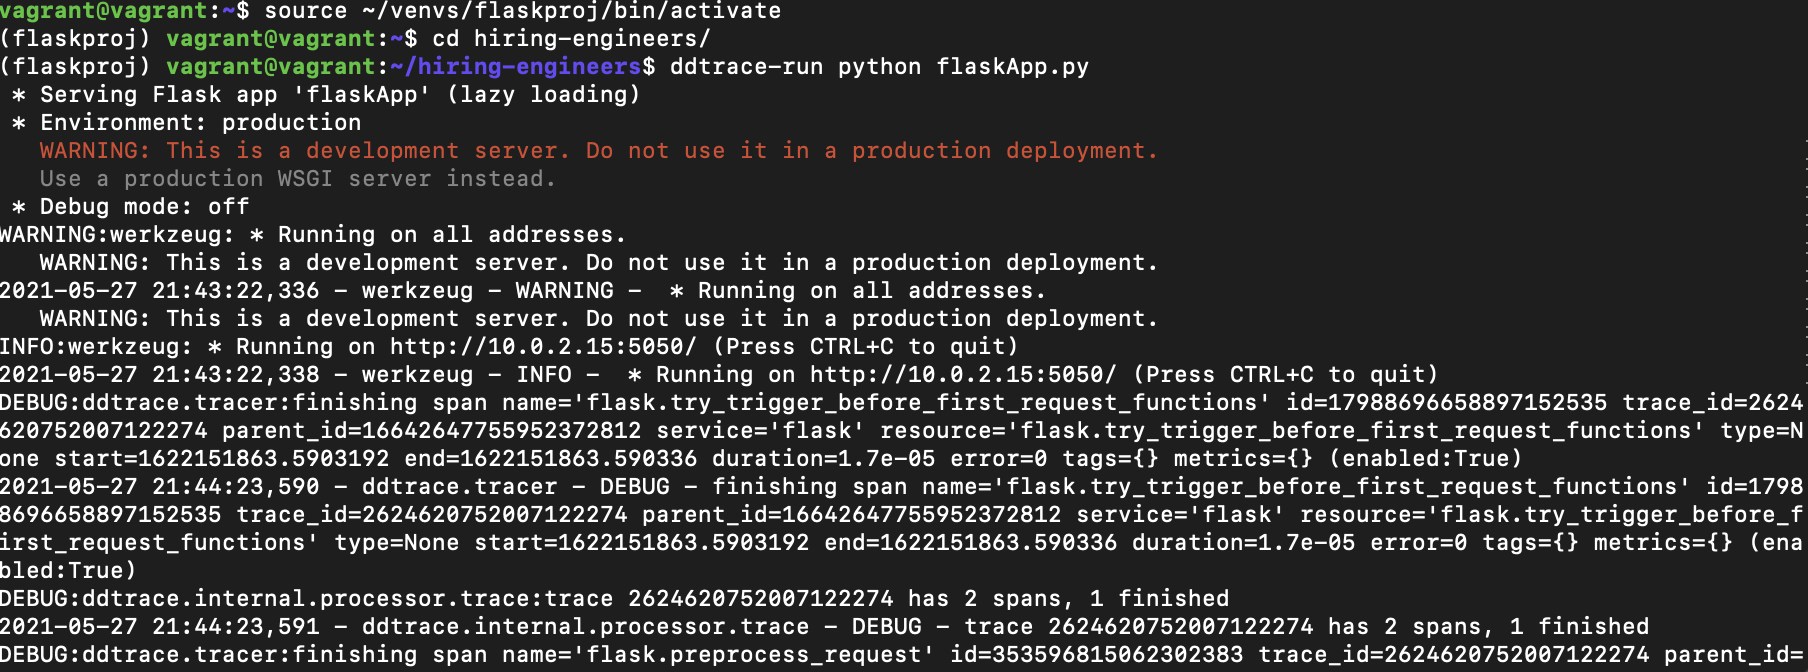 vagrant@vagrant:~$ source ~/venvs/flaskproj/bin/activate
(flaskproj) vagrant@vagrant:~$ cd hiring-engineers/
(flaskproj) vagrant@vagrant:~/hiring-engineers$ ddtrace-run python flaskApp.py
 * Serving Flask app 'flaskApp' (lazy loading)
 * Environment: production
   WARNING: This is a development server. Do not use it in a production deployment.
   Use a production WSGI server instead.
 * Debug mode: off
WARNING:werkzeug: * Running on all addresses.
   WARNING: This is a development server. Do not use it in a production deployment.
2021-05-27 21:43:22,336 - werkzeug - WARNING -  * Running on all addresses.
   WARNING: This is a development server. Do not use it in a production deployment.
INFO:werkzeug: * Running on http://10.0.2.15:5050/ (Press CTRL+C to quit)
2021-05-27 21:43:22,338 - werkzeug - INFO -  * Running on http://10.0.2.15:5050/ (Press CTRL+C to quit)
DEBUG:ddtrace.tracer:finishing span name='flask.try_trigger_before_first_request_functions' id=17988696658897152535 trace_id=2624
620752007122274 parent_id=16642647755952372812 service='flask' resource='flask.try_trigger_before_first_request_functions' type=N
one start=1622151863.5903192 end=1622151863.590336 duration=1.7e-05 error=0 tags={} metrics={} (enabled:True)
2021-05-27 21:44:23,590 - ddtrace.tracer - DEBUG - finishing span name='flask.try_trigger_before_first_request_functions' id=1798
8696658897152535 trace_id=2624620752007122274 parent_id=16642647755952372812 service='flask' resource='flask.try_trigger_before_f
irst_request_functions' type=None start=1622151863.5903192 end=1622151863.590336 duration=1.7e-05 error=0 tags={} metrics={} (ena
bled:True)
DEBUG:ddtrace.internal.processor.trace:trace 2624620752007122274 has 2 spans, 1 finished
2021-05-27 21:44:23,591 - ddtrace.internal.processor.trace - DEBUG - trace 2624620752007122274 has 2 spans, 1 finished
DEBUG:ddtrace.tracer:finishing span name='flask.preprocess_request' id=353596815062302383 trace_id=2624620752007122274 parent_id=